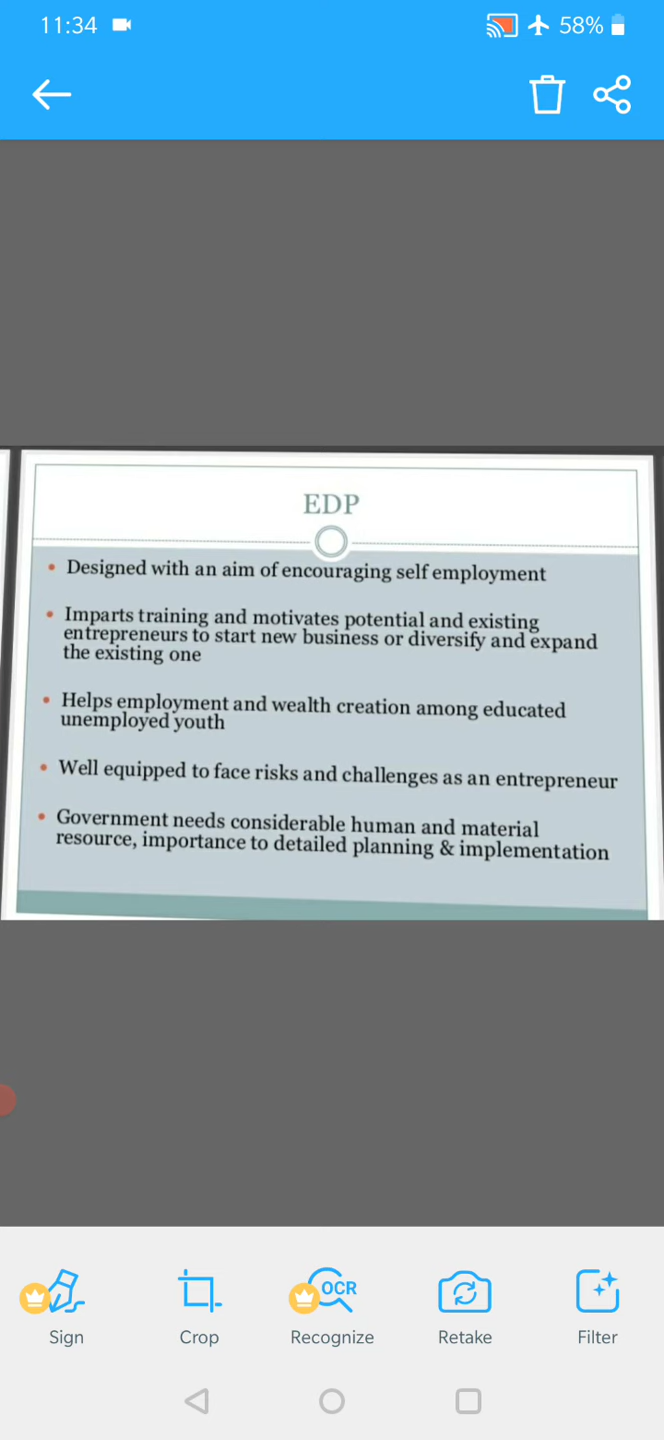 11:34
58%
EDP
• Designed with an aim of encouraging self employment
• Imparts training and motivates potential and existing
entrepreneurs to start new business or diversify and expand
the existing one
• Helps employment and wealth creation among educated
unemployed youth
• Well equipped to face risks and challenges as an entrepreneur
• Government needs considerable human and material
resource, importance to detailed planning & implementation
OCR
Sign
Crop
Recognize
Retake
Filter